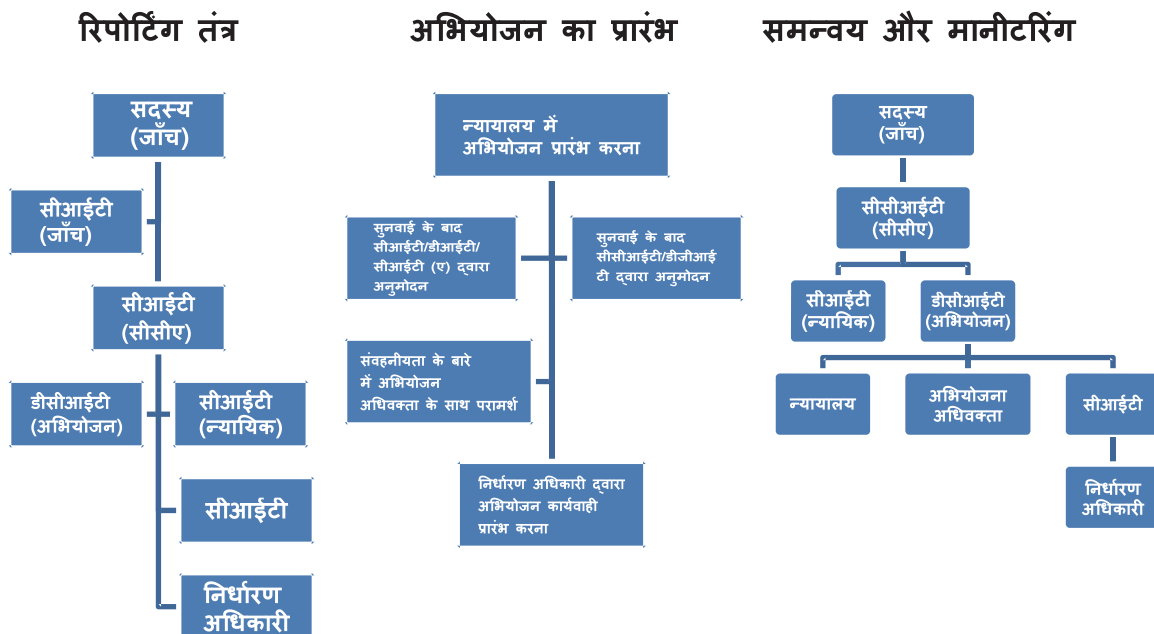 रिपोर्टिंग तंत्र
सदस्य
(जाँच)
सीआईटी
(जाँच)
सीआईटी
(सीसीए)
डीसीआईटी
(अभियोजन)
सीआईटी
(न्यायिक)
सीआईटी
निर्धारण
अधिकारी
अभियोजन का प्रारंभ
न्यायालय में
अभियोजन प्रारंभ करना
सुनवाई के बाद
सीआईटी/डीआईटी/
सीआईटी (ए) द्वारा
अनुमोदन
सुनवाई के बाद
सीसीआईटी/डीजीआई
टी द्वारा अनुमोदन
संवहनीयता के बारे
में अभियोजन
अधिवक्ता के साथ परामर्श
निर्धारण अधिकारी द्वारा
अभियोजन कार्यवाही
प्रारंभ करना
समन्वय और मानीटरिंग
सदस्य
(जाँच)
सीसीआईटी
(सीसीए)
सीआईटी
(न्यायिक)
डीसीआईटी
(अभियोजन)
न्यायालय
अभियोजना
अधिवक्ता
सीआईटी
निर्धारण
अधिकारी